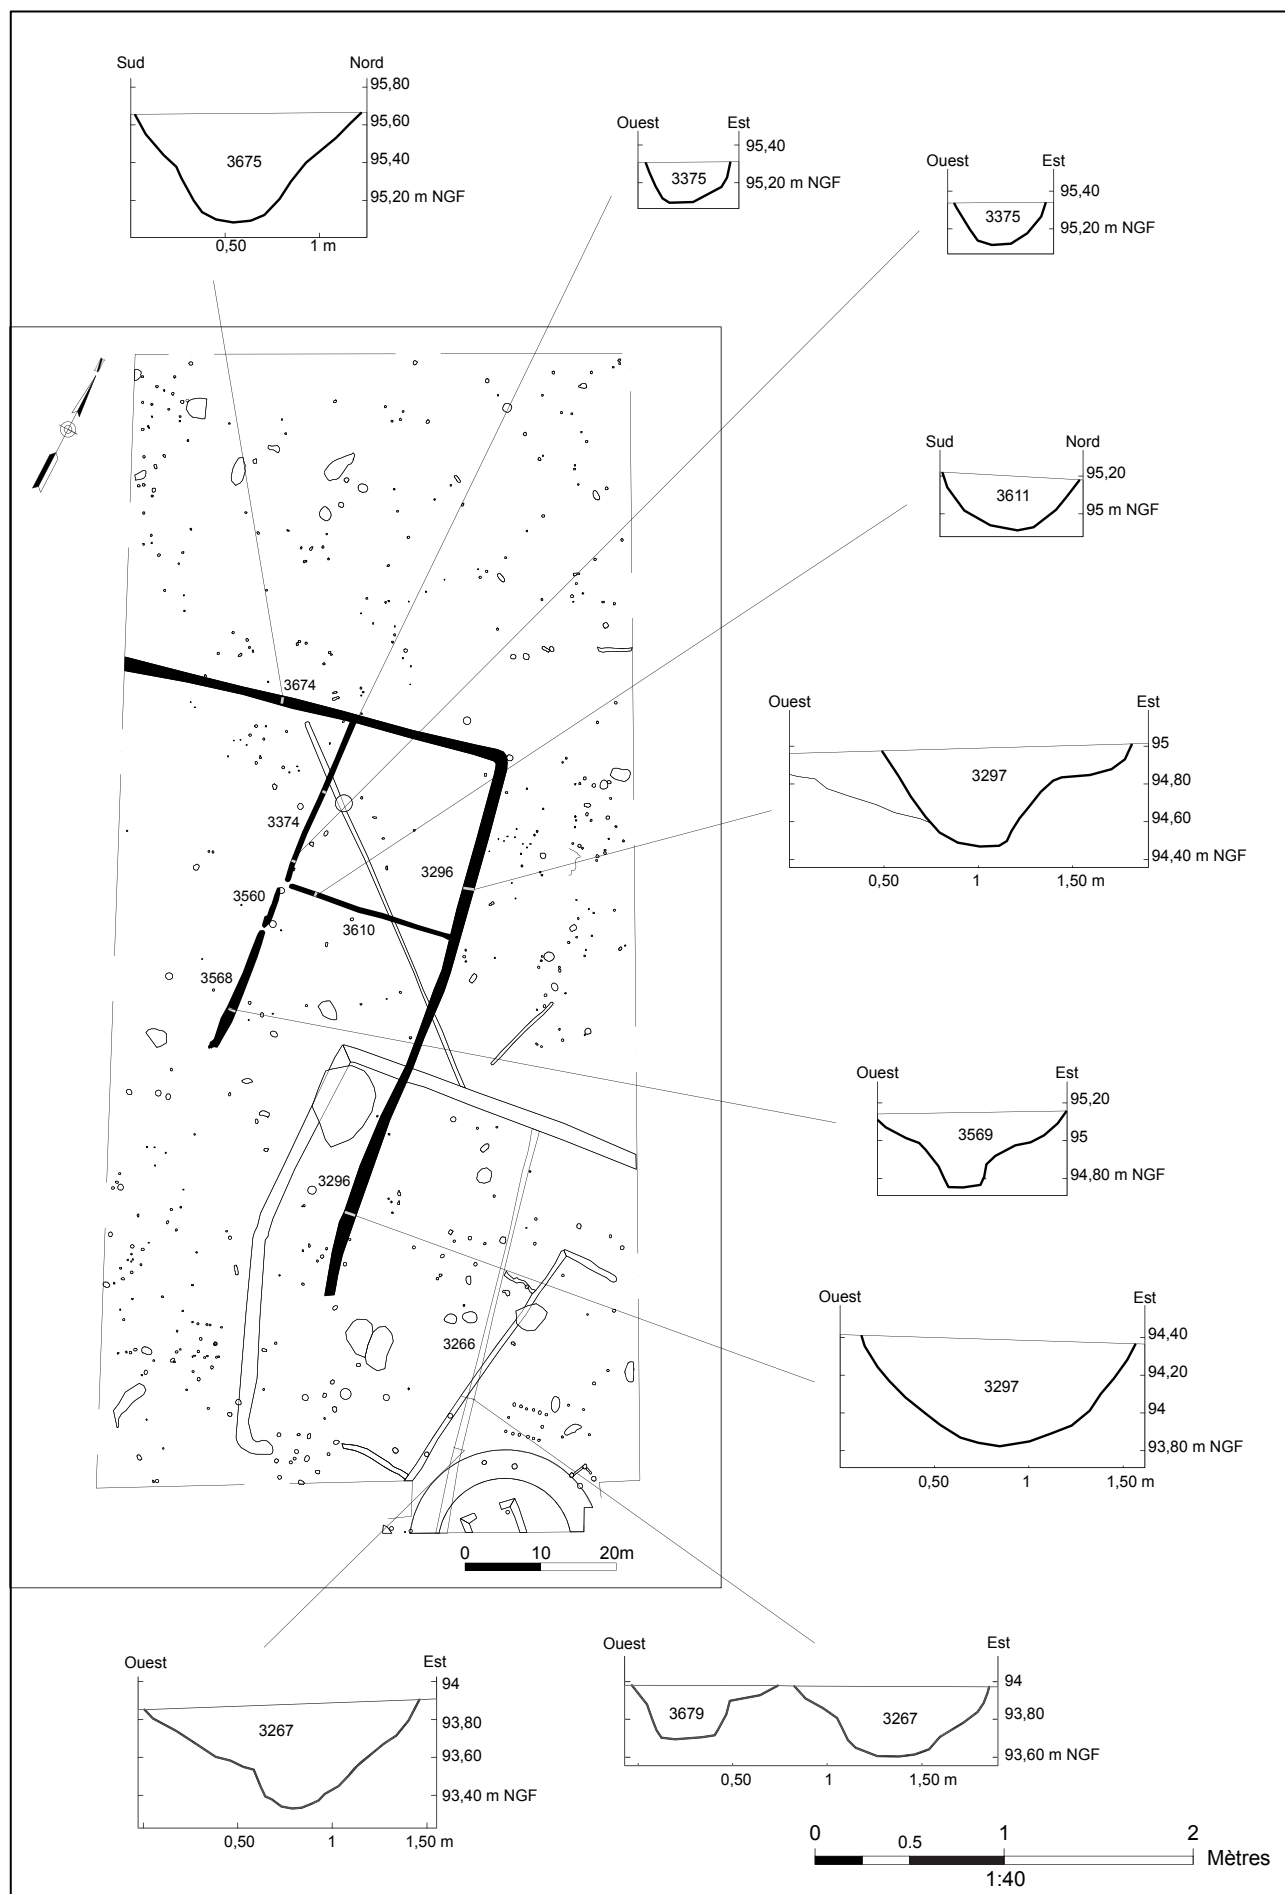 Sud Nord
95,80
95,60
3675
95,40
95,20 m NGF
0,50 1 m
Ouest Est
95,40
3375
95,20 m NGF
Ouest Est
95,40
3375
95,20 m NGF
Sud Nord
95,20
3611
95 m NGF
3674
3374
3296
3560
3610
3568
3296
3266
0 10 20m
Ouest Est
95
3297
94,80
94,60
94,40 m NGF
0,50 1 1,50 m
Ouest Est
95,20
3569
95
94,80 m NGF
Ouest Est
94,40
94,20
3297
94
93,80 m NGF
0,50 1 1,50 m
Ouest Est
94
93,80
3267
93,60
93,40 m NGF
0,50 1 1,50 m
Ouest Est
94
3679 3267
93,80
93,60 m NGF
0,50 1 1,50 m
0 0.5 1 2
Mètres
1:40